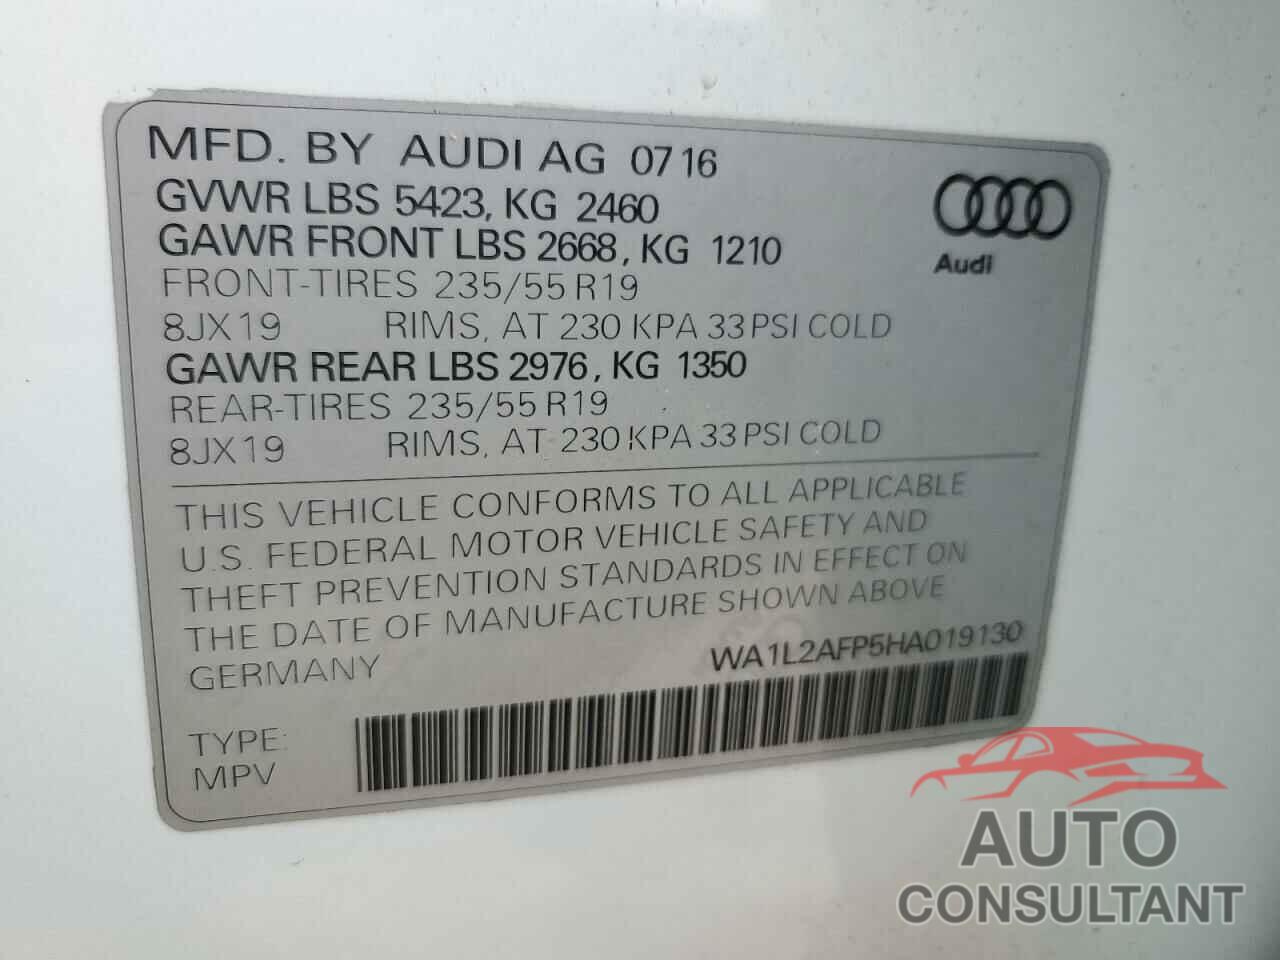 MFD. BY AUDI AG 07 16
GVWR LBS 5423, KG 2460
GAWR FRONT LBS 2668, KG 1210
FRONT-TIRES 235/55 R19
8JX19 RIMS, AT 230 KPA 33 PSI COLD
GAWR REAR LBS 2976, KG 1350
REAR-TIRES 235/55 R19
8JX19 RIMS, AT 230 KPA 33 PSI COLD
Audi
THIS VEHICLE CONFORMS TO ALL APPLICABLE
U.S. FEDERAL MOTOR VEHICLE SAFETY AND
THEFT PREVENTION STANDARDS IN EFFECT ON
THE DATE OF MANUFACTURE SHOWN ABOVE
GERMANY
WA1L2AFP5HA019130
TYPE:
MPV
AUTO
CONSULTANT